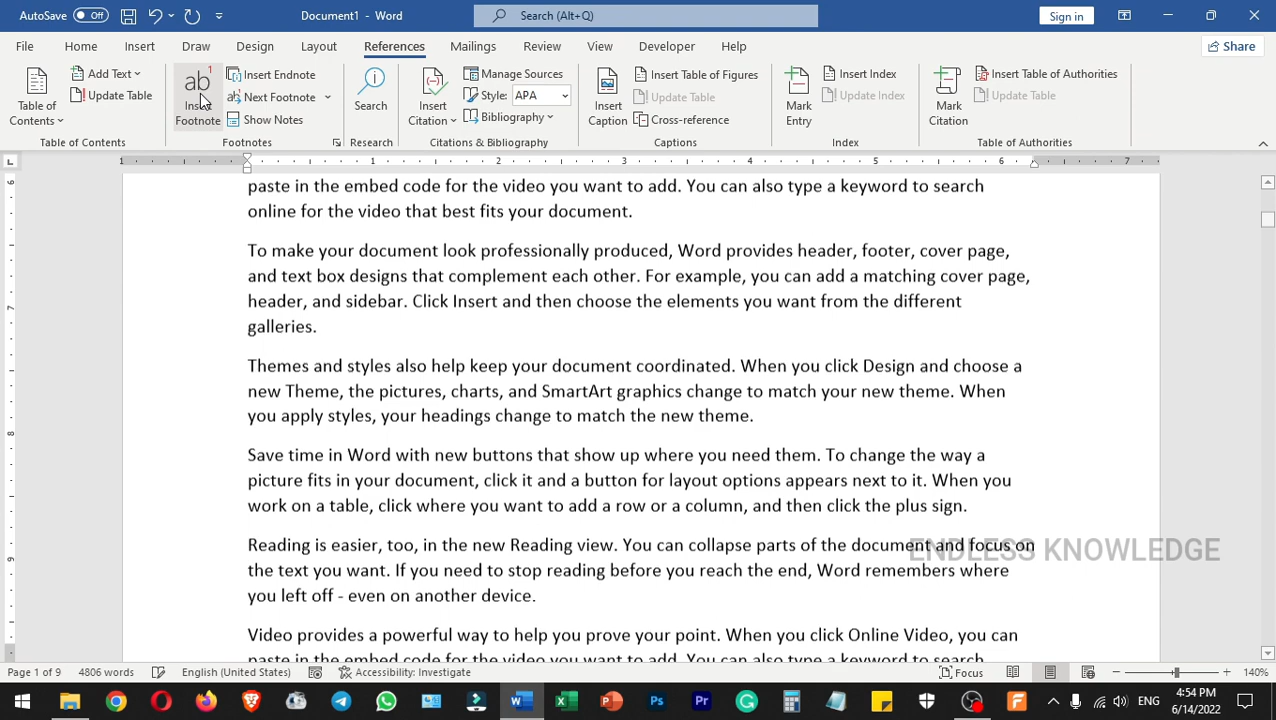 AutoSave Off Document1 - Word Search (Alt+Q) Sign in
File Home Insert Draw Design Layout References Mailings Review View Developer Help Share
Table of Contents
Add Text
Update Table
Table of Contents
ab1
Insert Footnote
Insert Endnote
Next Footnote
Show Notes
Footnotes
Search
Research
Insert Citation
Manage Sources
Style: APA
Bibliography
Citations & Bibliography
Insert Caption
Insert Table of Figures
Update Table
Cross-reference
Captions
Mark Entry
Insert Index
Update Index
Index
Mark Citation
Insert Table of Authorities
Update Table
Table of Authorities
1 1 2 3 4 5 6 7
6
7
8
9
paste in the embed code for the video you want to add. You can also type a keyword to search
online for the video that best fits your document.
To make your document look professionally produced, Word provides header, footer, cover page,
and text box designs that complement each other. For example, you can add a matching cover page,
header, and sidebar. Click Insert and then choose the elements you want from the different
galleries.
Themes and styles also help keep your document coordinated. When you click Design and choose a
new Theme, the pictures, charts, and SmartArt graphics change to match your new theme. When
you apply styles, your headings change to match the new theme.
Save time in Word with new buttons that show up where you need them. To change the way a
picture fits in your document, click it and a button for layout options appears next to it. When you
work on a table, click where you want to add a row or a column, and then click the plus sign.
Reading is easier, too, in the new Reading view. You can collapse parts of the document and focus on
the text you want. If you need to stop reading before you reach the end, Word remembers where
you left off - even on another device.
ENDLESS KNOWLEDGE
Video provides a powerful way to help you prove your point. When you click Online Video, you can
paste in the embed code for the video you want to add. You can also type a keyword to search
Page 1 of 9 4806 words English (United States) Accessibility: Investigate Focus 140%
ENG 4:54 PM
6/14/2022